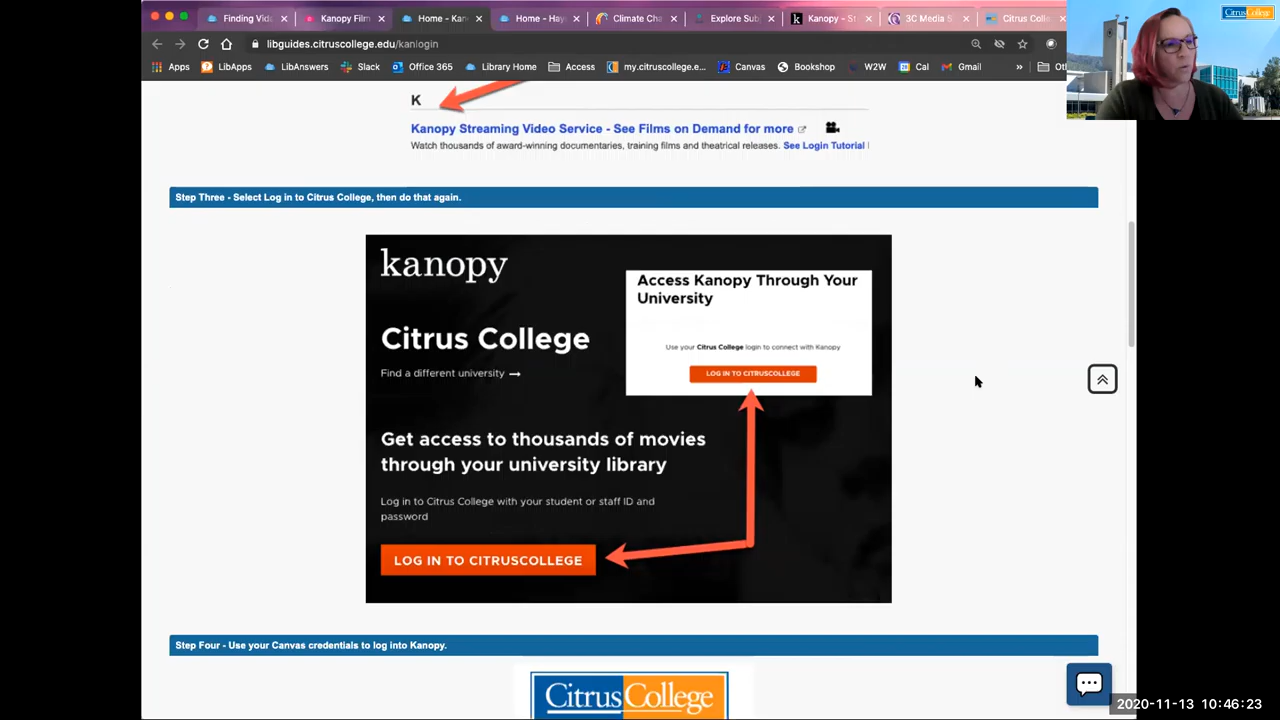 Finding Vid
Kanopy Film
Home - Kan
Home - Hay
Climate Cha
Explore Sub
Kanopy - St
3C Media S
Citrus Colle
CitrusCollege
libguides.citruscollege.edu/kanlogin
Apps
LibApps
LibAnswers
Slack
Office 365
Library Home
Access
my.citruscollege.e...
Canvas
Bookshop
W2W
Cal
Gmail
»
K
Kanopy Streaming Video Service - See Films on Demand for more
Watch thousands of award-winning documentaries, training films and theatrical releases. See Login Tutorial
Step Three - Select Log in to Citrus College, then do that again.
kanopy
Access Kanopy Through Your
University
Use your Citrus College login to connect with Kanopy
LOG IN TO CITRUSCOLLEGE
Citrus College
Find a different university →
Get access to thousands of movies
through your university library
Log in to Citrus College with your student or staff ID and
password
LOG IN TO CITRUSCOLLEGE
Step Four - Use your Canvas credentials to log into Kanopy.
CitrusCollege
2020-11-13 10:46:23